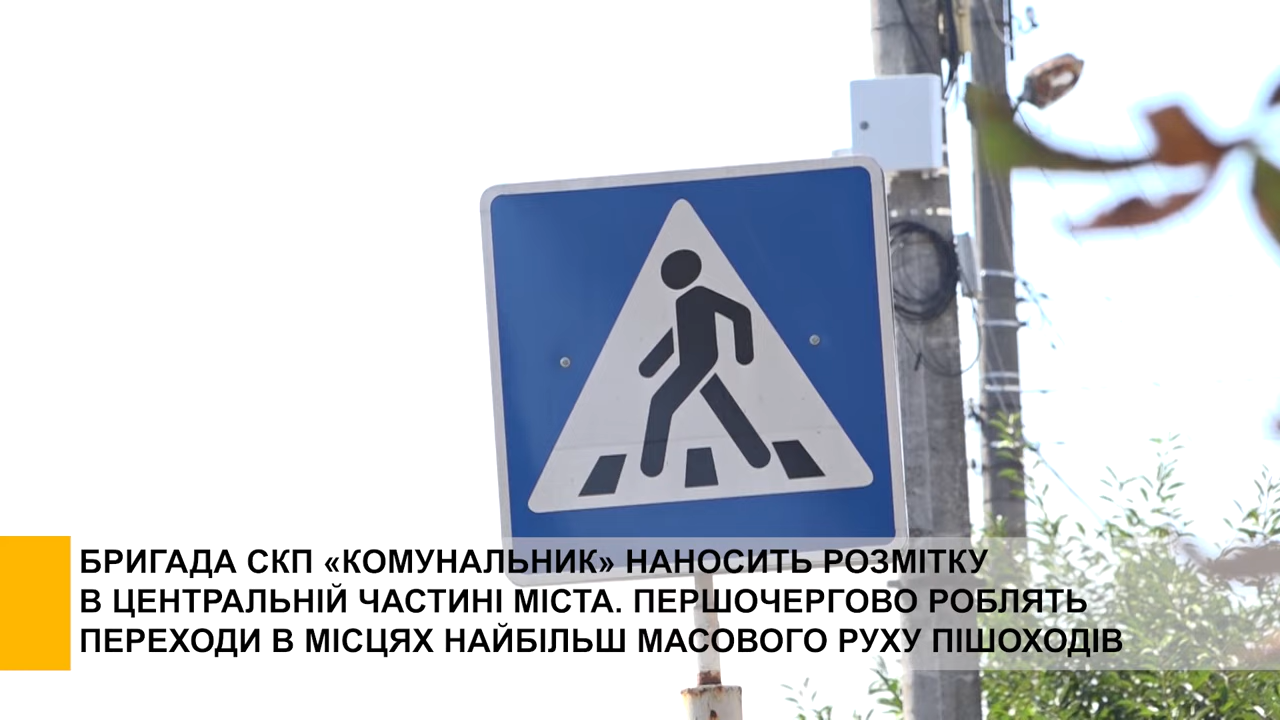 БРИГАДА СКП «КОМУНАЛЬНИК» НАНОСИТЬ РОЗМІТКУ
В ЦЕНТРАЛЬНІЙ ЧАСТИНІ МІСТА. ПЕРШОЧЕРГОВО РОБЛЯТЬ
ПЕРЕХОДИ В МІСЦЯХ НАЙБІЛЬШ МАСОВОГО РУХУ ПІШОХОДІВ